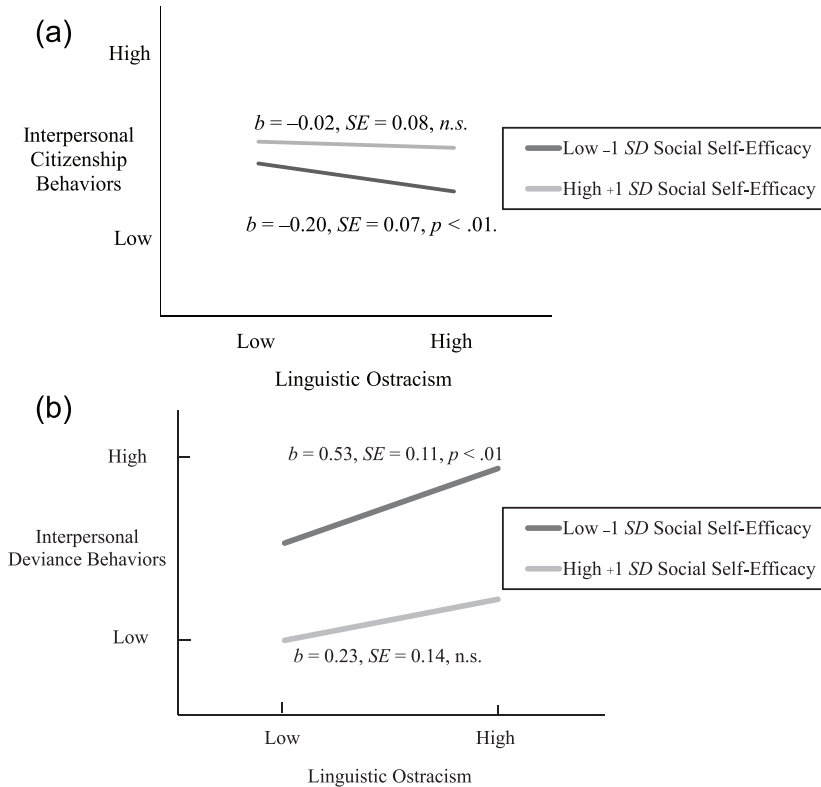 (a)
High
b = –0.02, SE = 0.08, n.s.
Interpersonal
Citizenship
Behaviors
Low –1 SD Social Self-Efficacy
High +1 SD Social Self-Efficacy
b = –0.20, SE = 0.07, p < .01.
Low
Low
High
Linguistic Ostracism
(b)
High
b = 0.53, SE = 0.11, p < .01
Interpersonal
Deviance Behaviors
Low –1 SD Social Self-Efficacy
High +1 SD Social Self-Efficacy
Low
b = 0.23, SE = 0.14, n.s.
Low
High
Linguistic Ostracism